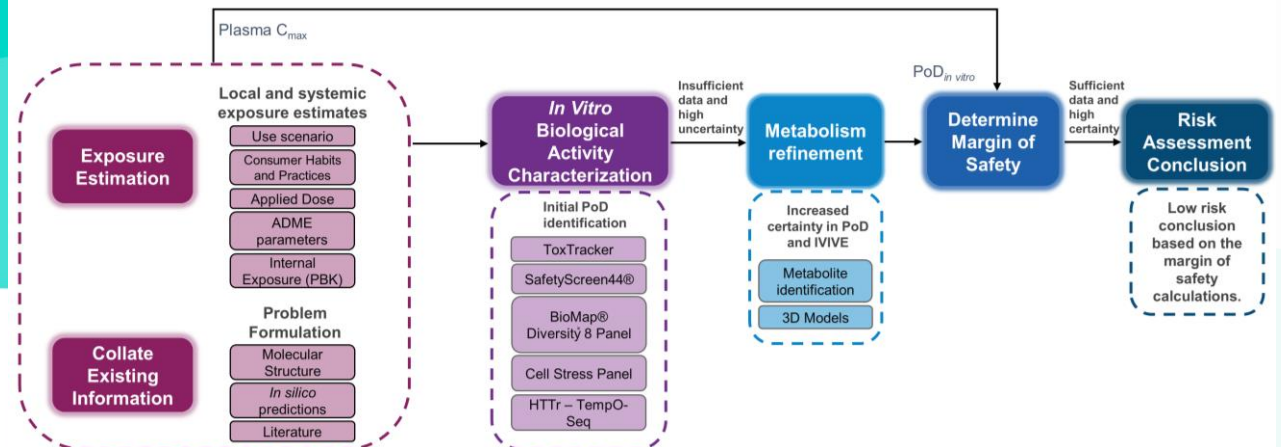 Plasma Cmax
Local and systemic
exposure estimates
Exposure
Estimation
Use scenario
Consumer Habits
and Practices
Applied Dose
ADME
parameters
Internal
Exposure (PBK)
Problem
Formulation
Collate
Existing
Information
Molecular
Structure
In silico
predictions
Literature
In Vitro
Biological
Activity
Characterization
Initial PoD
identification
ToxTracker
SafetyScreen44®
BioMap®
Diversitý 8 Panel
Cell Stress Panel
HTTr – TempO-
Seq
Insufficient
data and
high
uncertainty
Metabolism
refinement
Increased
certainty in PoD
and IVIVE
Metabolite
identification
3D Models
PoDin vitro
Determine
Margin of
Safety
Sufficient
data and
high
certainty
Risk
Assessment
Conclusion
Low risk
conclusion
based on the
margin of
safety
calculations.